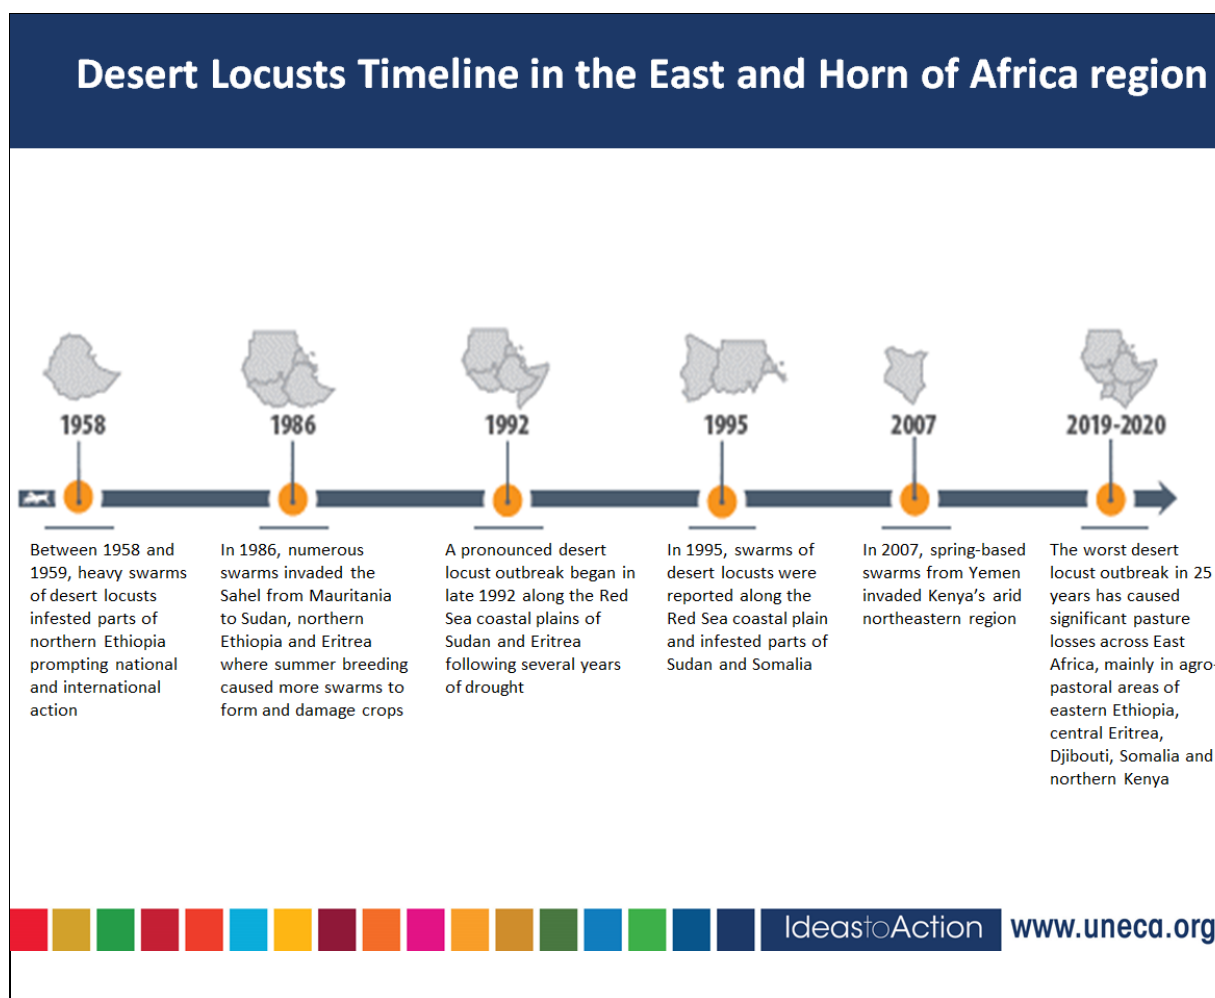 Desert Locusts Timeline in the East and Horn of Africa region
1958
1986
1992
1995
2007
2019-2020
Between 1958 and
1959, heavy swarms
of desert locusts
infested parts of
northern Ethiopia
prompting national
and international
action
In 1986, numerous
swarms invaded the
Sahel from Mauritania
to Sudan, northern
Ethiopia and Eritrea
where summer breeding
caused more swarms to
form and damage crops
A pronounced desert
locust outbreak began in
late 1992 along the Red
Sea coastal plains of
Sudan and Eritrea
following several years
of drought
In 1995, swarms of
desert locusts were
reported along the
Red Sea coastal plain
and infested parts of
Sudan and Somalia
In 2007, spring-based
swarms from Yemen
invaded Kenya's arid
northeastern region
The worst desert
locust outbreak in 25
years has caused
significant pasture
losses across East
Africa, mainly in agro-
pastoral areas of
eastern Ethiopia,
central Eritrea,
Djibouti, Somalia and
northern Kenya
IdeastoAction
www.uneca.org